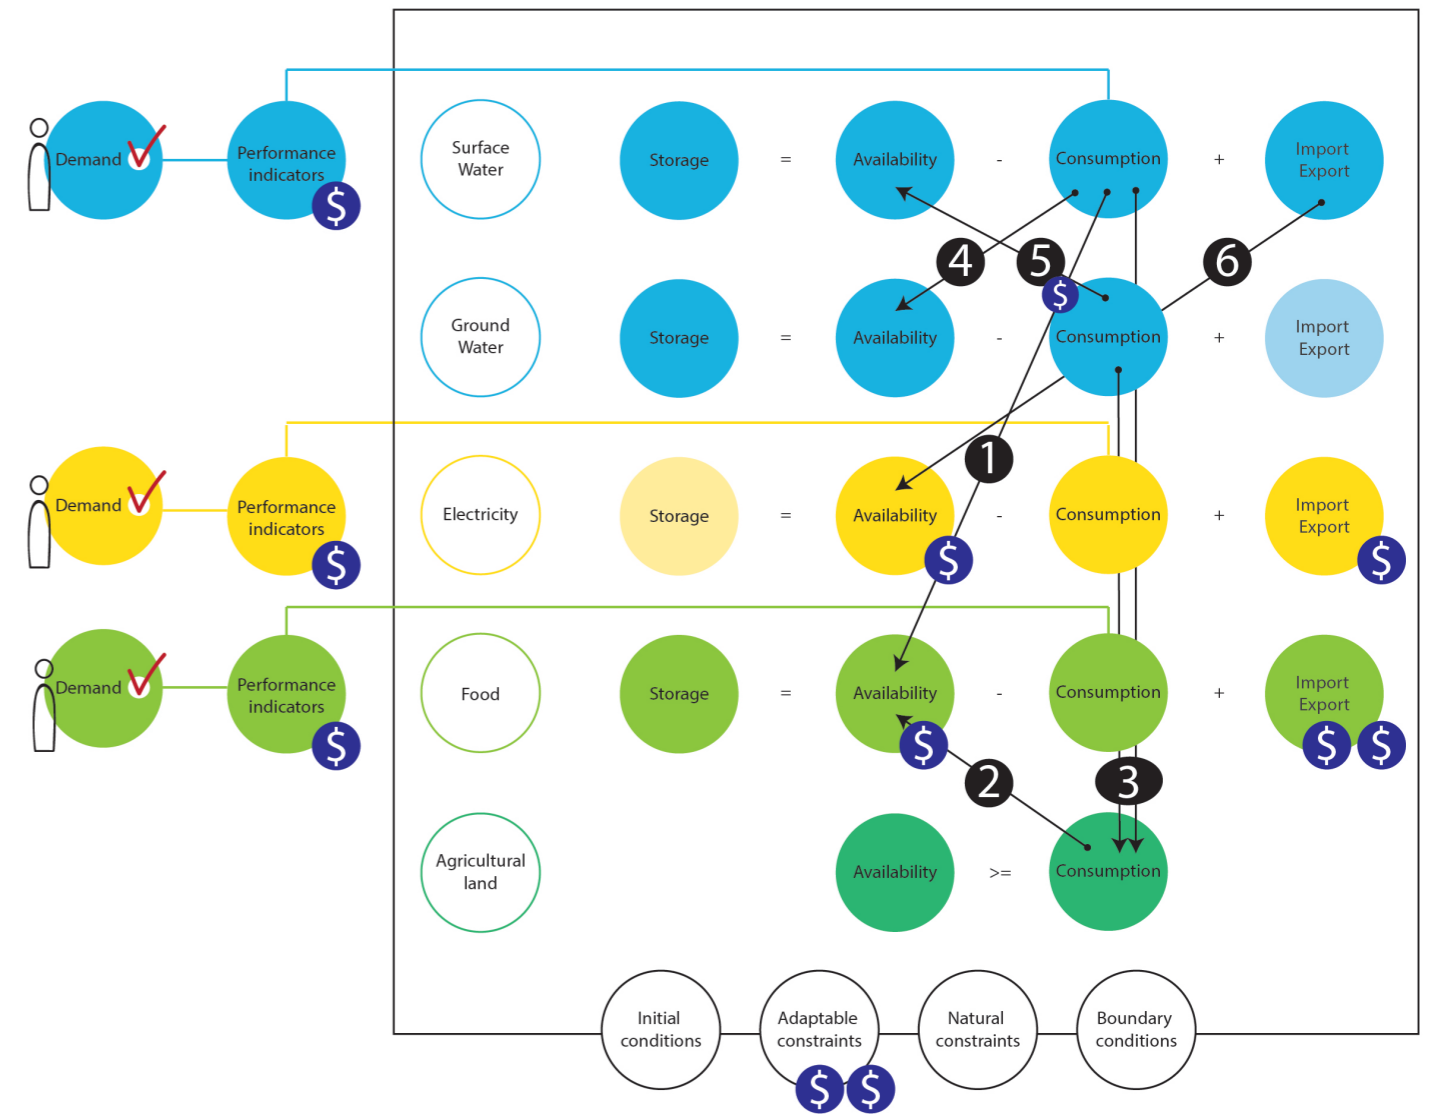 Demand
Performance
indicators
$
Surface
Water
Storage
=
Availability
-
Consumption
+
Import
Export
4
5
6
$
Ground
Water
Storage
=
Availability
-
Consumption
+
Import
Export
1
Demand
Performance
indicators
$
Electricity
Storage
=
Availability
$
-
Consumption
+
Import
Export
$
Demand
Performance
indicators
$
Food
Storage
=
Availability
$
-
Consumption
+
Import
Export
$ $
2
3
Agricultural
land
Availability
>=
Consumption
Initial
conditions
Adaptable
constraints
$ $
Natural
constraints
Boundary
conditions